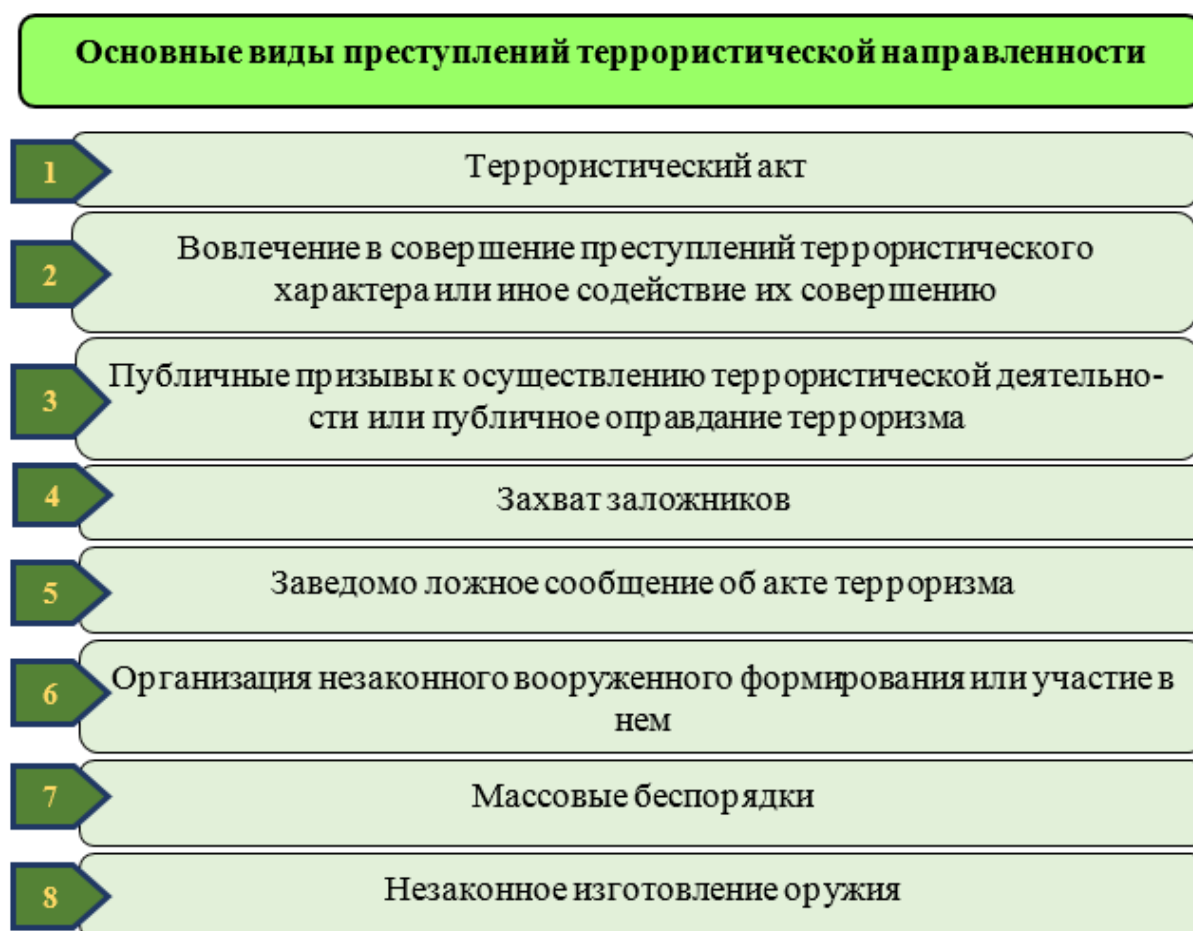 Основные виды преступлений террористической направленности
1
Террористический акт
2
Вовлечение в совершение преступлений террористического
характера или иное содействие их совершению
3
Публичные призывы к осуществлению террористической деятельно-
сти или публичное оправдание терроризма
4
Захват заложников
5
Заведомо ложное сообщение об акте терроризма
6
Организация незаконного вооруженного формирования или участие в
нем
7
Массовые беспорядки
8
Незаконное изготовление оружия